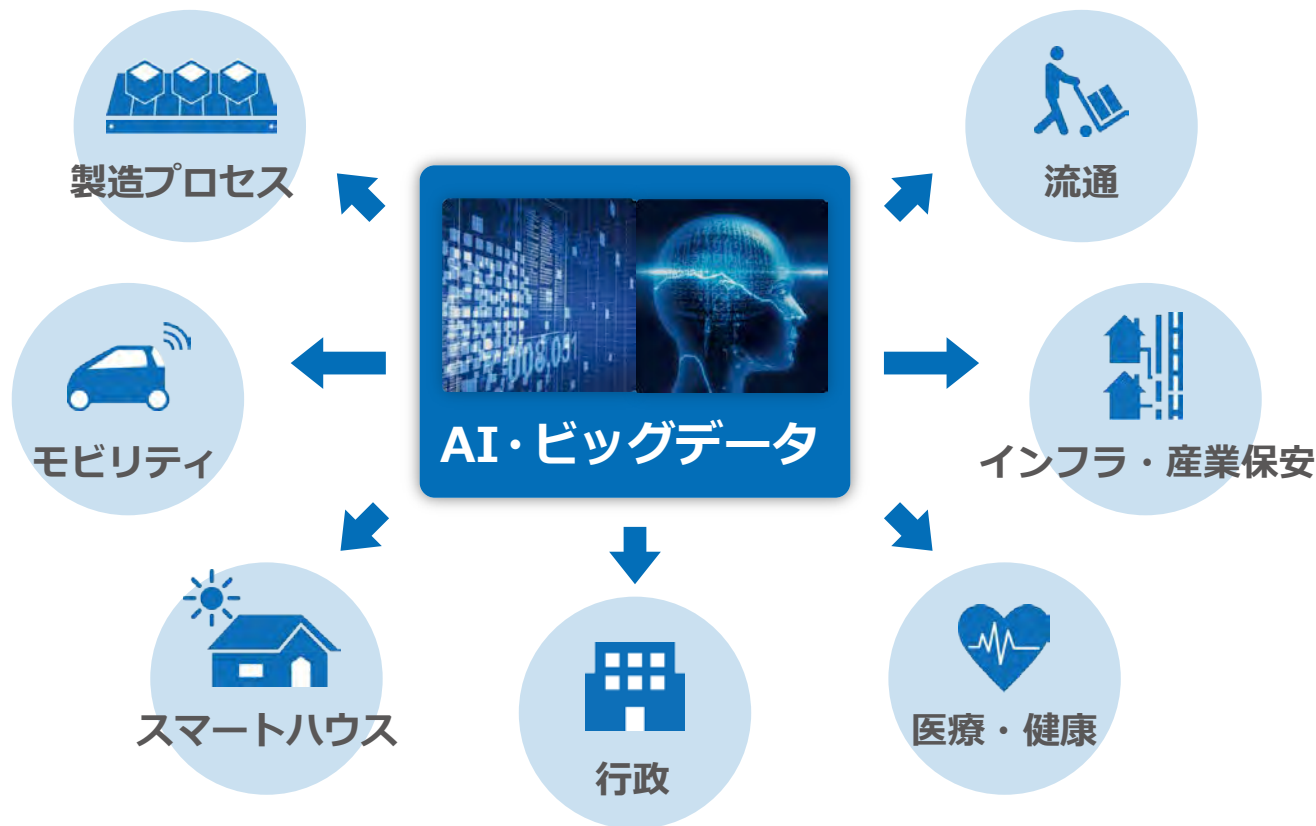 製造プロセス
流通
モビリティ
AI・ビッグデータ
インフラ・産業保安
スマートハウス
行政
医療・健康